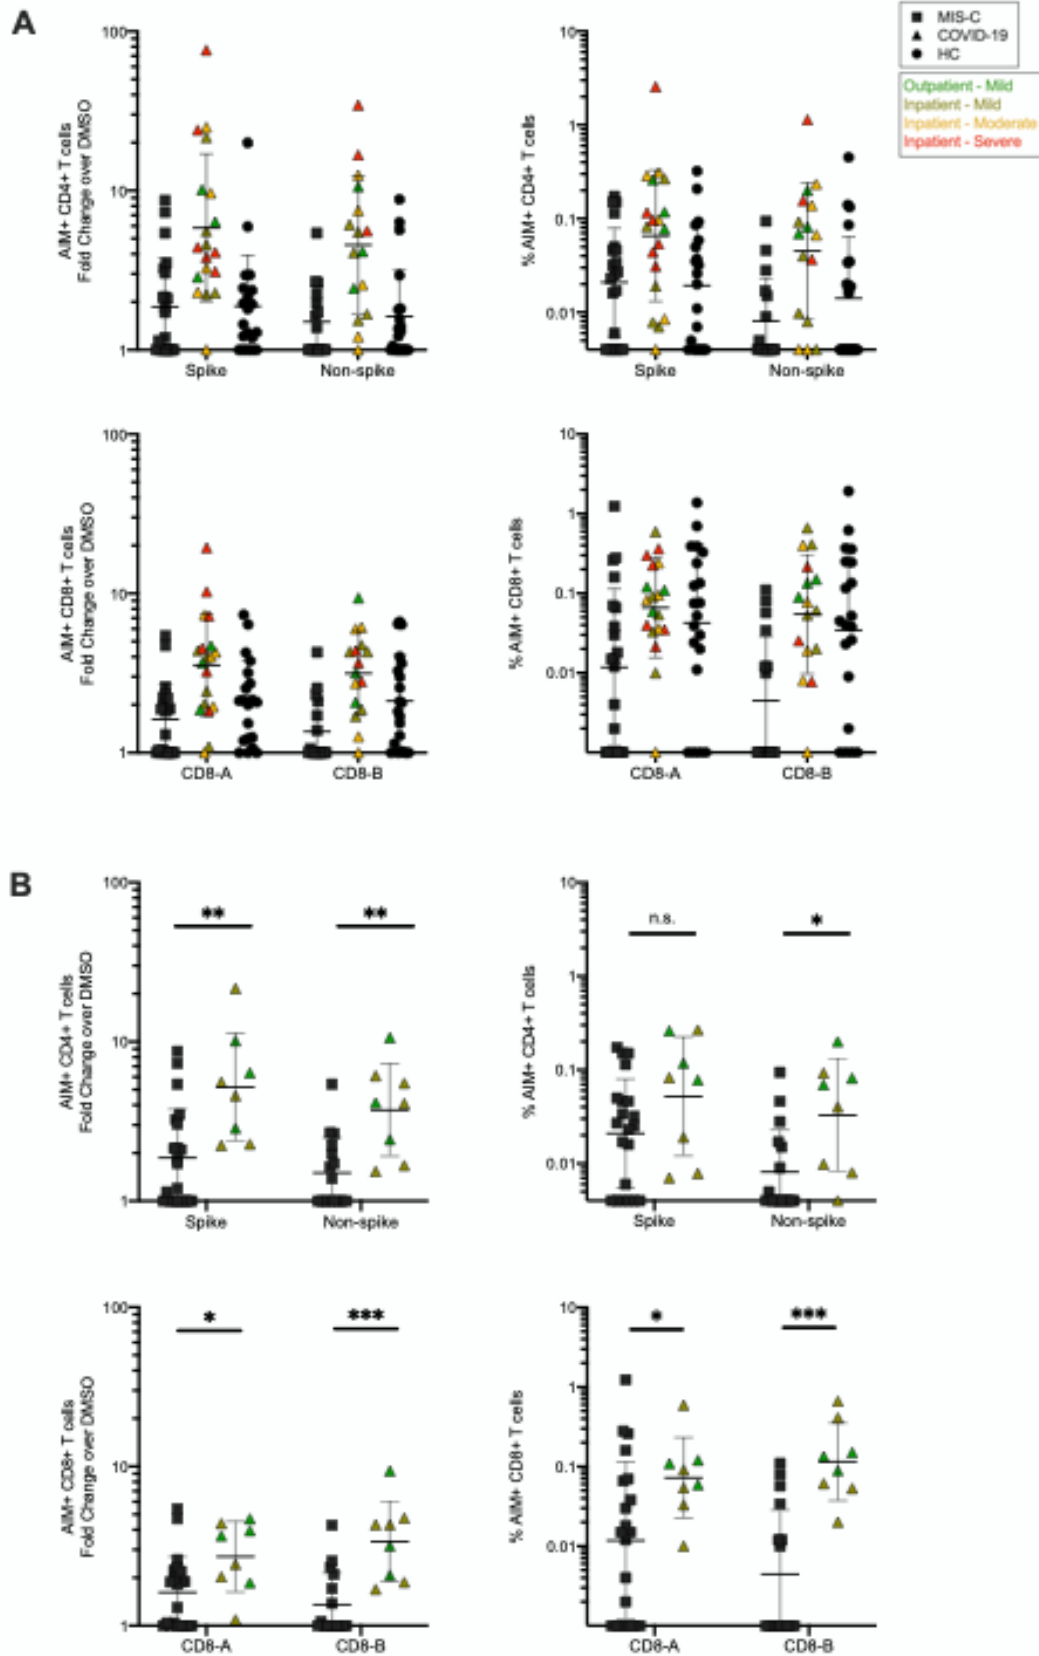 A
MIS-C
COVID-19
HC
Outpatient - Mild
Inpatient - Mild
Inpatient - Moderate
Inpatient - Severe
AIM+ CD4+ T cells
Fold Change over DMSO
100
10
1
Spike
Non-spike
% AIM+ CD4+ T cells
10
1
0.1
0.01
Spike
Non-spike
AIM+ CD8+ T cells
Fold Change over DMSO
100
10
1
CD8-A
CD8-B
% AIM+ CD8+ T cells
10
1
0.1
0.01
CD8-A
CD8-B
B
AIM+ CD4+ T cells
Fold Change over DMSO
100
10
1
**
**
Spike
Non-spike
% AIM+ CD4+ T cells
10
1
0.1
0.01
n.s.
*
Spike
Non-spike
AIM+ CD8+ T cells
Fold Change over DMSO
100
10
1
*
***
CD8-A
CD8-B
% AIM+ CD8+ T cells
10
1
0.1
0.01
*
***
CD8-A
CD8-B